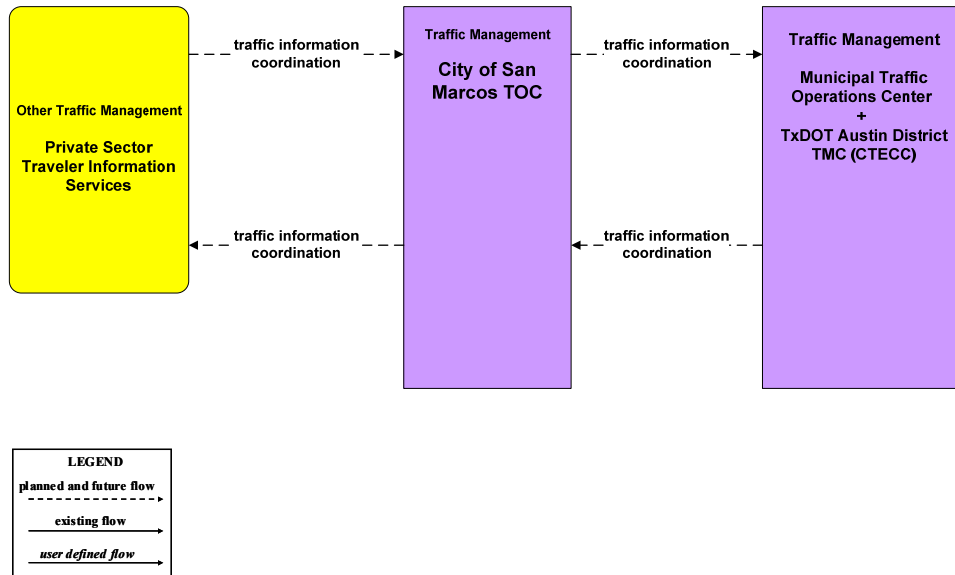 Other Traffic Management
Private Sector
Traveler Information
Services
traffic information
coordination
traffic information
coordination
Traffic Management
City of San
Marcos TOC
traffic information
coordination
traffic information
coordination
Traffic Management
Municipal Traffic
Operations Center
+
TxDOT Austin District
TMC (CTECC)
LEGEND
planned and future flow
existing flow
user defined flow